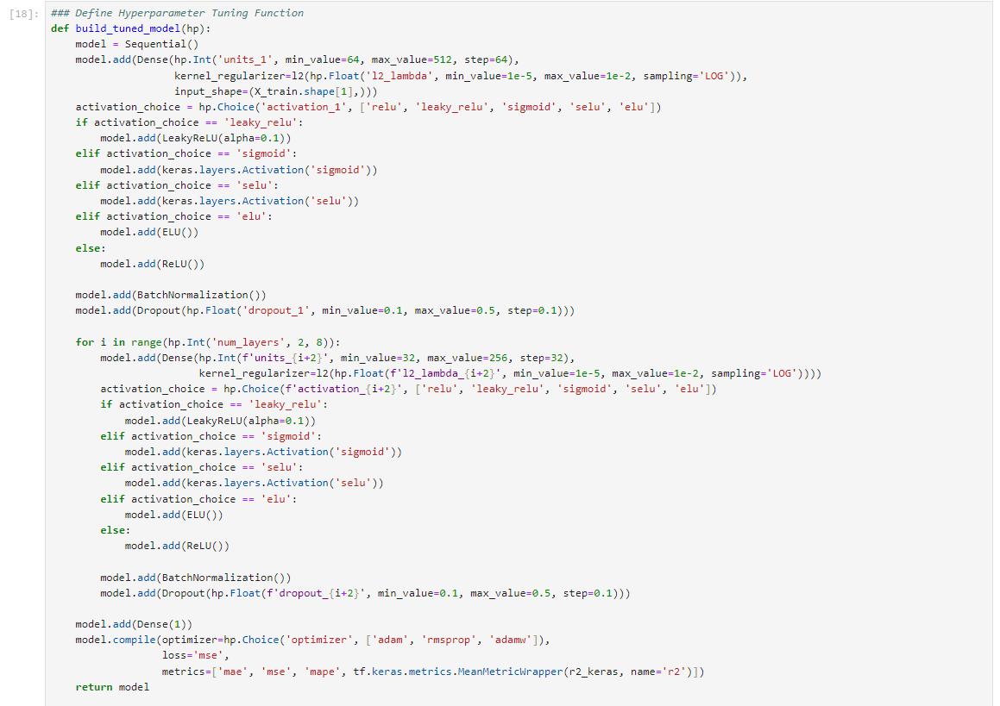 [18]:
### Define Hyperparameter Tuning Function
def build_tuned_model(hp):
    model = Sequential()
    model.add(Dense(hp.Int('units_1', min_value=64, max_value=512, step=64),
                    kernel_regularizer=l2(hp.Float('l2_lambda', min_value=1e-5, max_value=1e-2, sampling='LOG')),
                    input_shape=(X_train.shape[1],)))
    activation_choice = hp.Choice('activation_1', ['relu', 'leaky_relu', 'sigmoid', 'selu', 'elu'])
    if activation_choice == 'leaky_relu':
        model.add(LeakyReLU(alpha=0.1))
    elif activation_choice == 'sigmoid':
        model.add(keras.layers.Activation('sigmoid'))
    elif activation_choice == 'selu':
        model.add(keras.layers.Activation('selu'))
    elif activation_choice == 'elu':
        model.add(ELU())
    else:
        model.add(ReLU())

    model.add(BatchNormalization())
    model.add(Dropout(hp.Float('dropout_1', min_value=0.1, max_value=0.5, step=0.1)))

    for i in range(hp.Int('num_layers', 2, 8)):
        model.add(Dense(hp.Int(f'units_{i+2}', min_value=32, max_value=256, step=32),
                        kernel_regularizer=l2(hp.Float(f'l2_lambda_{i+2}', min_value=1e-5, max_value=1e-2, sampling='LOG'))))
        activation_choice = hp.Choice(f'activation_{i+2}', ['relu', 'leaky_relu', 'sigmoid', 'selu', 'elu'])
        if activation_choice == 'leaky_relu':
            model.add(LeakyReLU(alpha=0.1))
        elif activation_choice == 'sigmoid':
            model.add(keras.layers.Activation('sigmoid'))
        elif activation_choice == 'selu':
            model.add(keras.layers.Activation('selu'))
        elif activation_choice == 'elu':
            model.add(ELU())
        else:
            model.add(ReLU())

        model.add(BatchNormalization())
        model.add(Dropout(hp.Float(f'dropout_{i+2}', min_value=0.1, max_value=0.5, step=0.1)))

    model.add(Dense(1))
    model.compile(optimizer=hp.Choice('optimizer', ['adam', 'rmsprop', 'adamw']),
                  loss='mse',
                  metrics=['mae', 'mse', 'mape', tf.keras.metrics.MeanMetricWrapper(r2_keras, name='r2')])
    return model